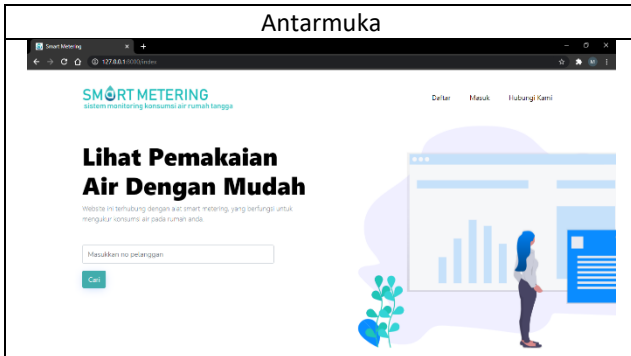 Antarmuka
Smart Metering
127.0.0.1:8000/index
SMART METERING
sistem monitoring konsumsi air rumah tangga
Daftar Masuk Hubungi Kami
Lihat Pemakaian
Air Dengan Mudah
Website ini terhubung dengan alat smart metering, yang berfungsi untuk
mengukur konsumsi air pada rumah anda.
Masukkan no pelanggan
Cari